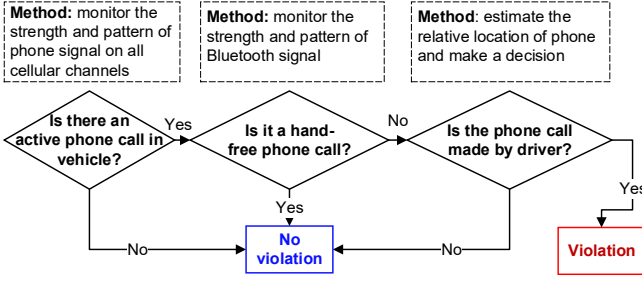 Method: monitor the
strength and pattern of
phone signal on all
cellular channels
Method: monitor the
strength and pattern of
Bluetooth signal
Method: estimate the
relative location of phone
and make a decision
Is there an
active phone call in
vehicle?
Yes
Is it a hand-
free phone call?
No
Is the phone call
made by driver?
Yes
Yes
No
No
violation
No
Violation